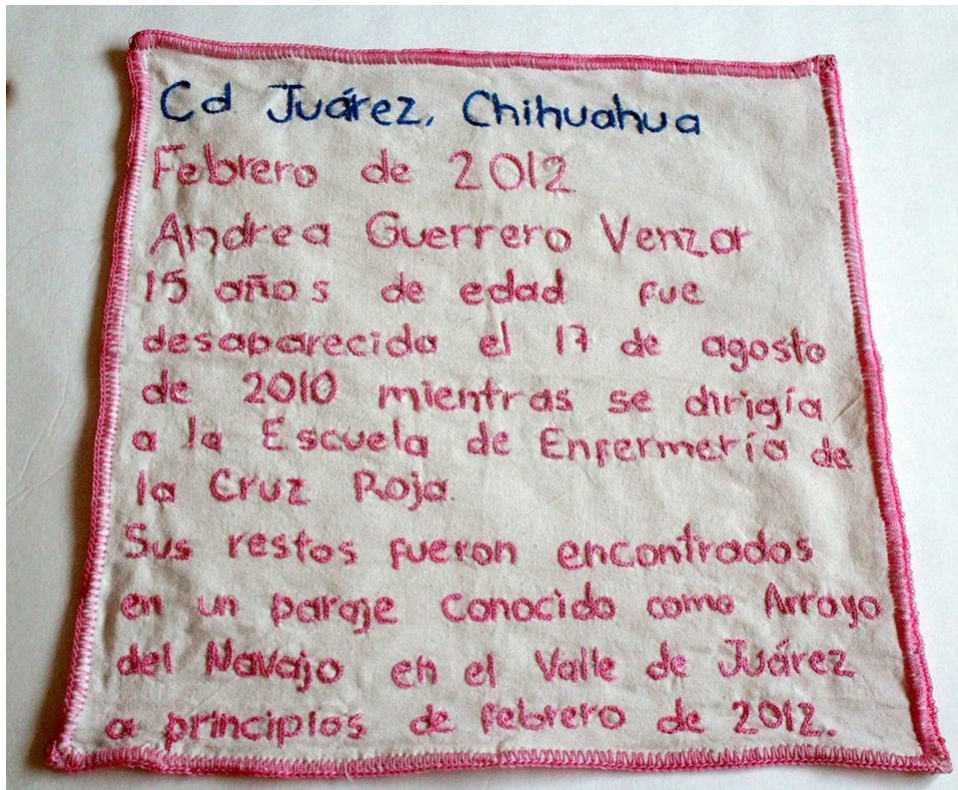 Cd Juárez, Chihuahua
Febrero de 2012
Andrea Guerrero Venzor
15 años de edad fue
desaparecida el 17 de agosto
de 2010 mientras se dirigía
a la Escuela de Enfermería de
la Cruz Roja.
Sus restos fueron encontrados
en un paraje conocido como Arroyo
del Navajo en el Valle de Juárez
a principios de febrero de 2012.